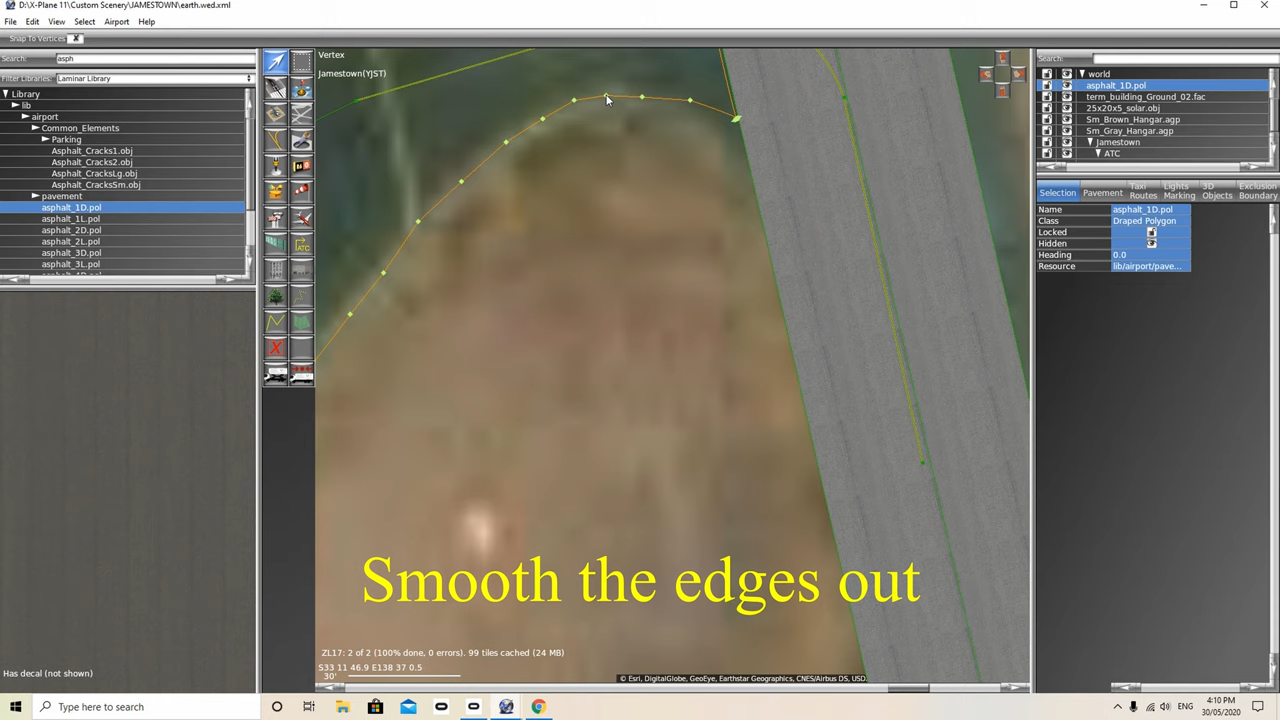 D:\X-Plane 11\Custom Scenery\JAMESTOWN\earth.wed.xml
File Edit View Select Airport Help
Snap To Vertices
Search: asph
Filter Libraries: Laminar Library
Library
lib
airport
Common_Elements
Parking
Asphalt_Cracks1.obj
Asphalt_Cracks2.obj
Asphalt_CracksLg.obj
Asphalt_CracksSm.obj
pavement
asphalt_1D.pol
asphalt_1L.pol
asphalt_2D.pol
asphalt_2L.pol
asphalt_3D.pol
asphalt_3L.pol
Has decal (not shown)
Vertex
Jamestown(YJST)
ATC
Smooth the edges out
ZL17: 2 of 2 (100% done, 0 errors). 99 tiles cached (24 MB)
S33 11 46.9 E138 37 0.5
30'
© Esri, DigitalGlobe, GeoEye, Earthstar Geographics, CNES/Airbus DS, USD
Search:
world
asphalt_1D.pol
term_building_Ground_02.fac
25x20x5_solar.obj
Sm_Brown_Hangar.agp
Sm_Gray_Hangar.agp
Jamestown
ATC
Selection Pavement Taxi Routes Lights Marking 3D Objects Exclusion Boundary
Name asphalt_1D.pol
Class Draped Polygon
Locked
Hidden
Heading 0.0
Resource lib/airport/pave...
Type here to search
ENG
4:10 PM
30/05/2020